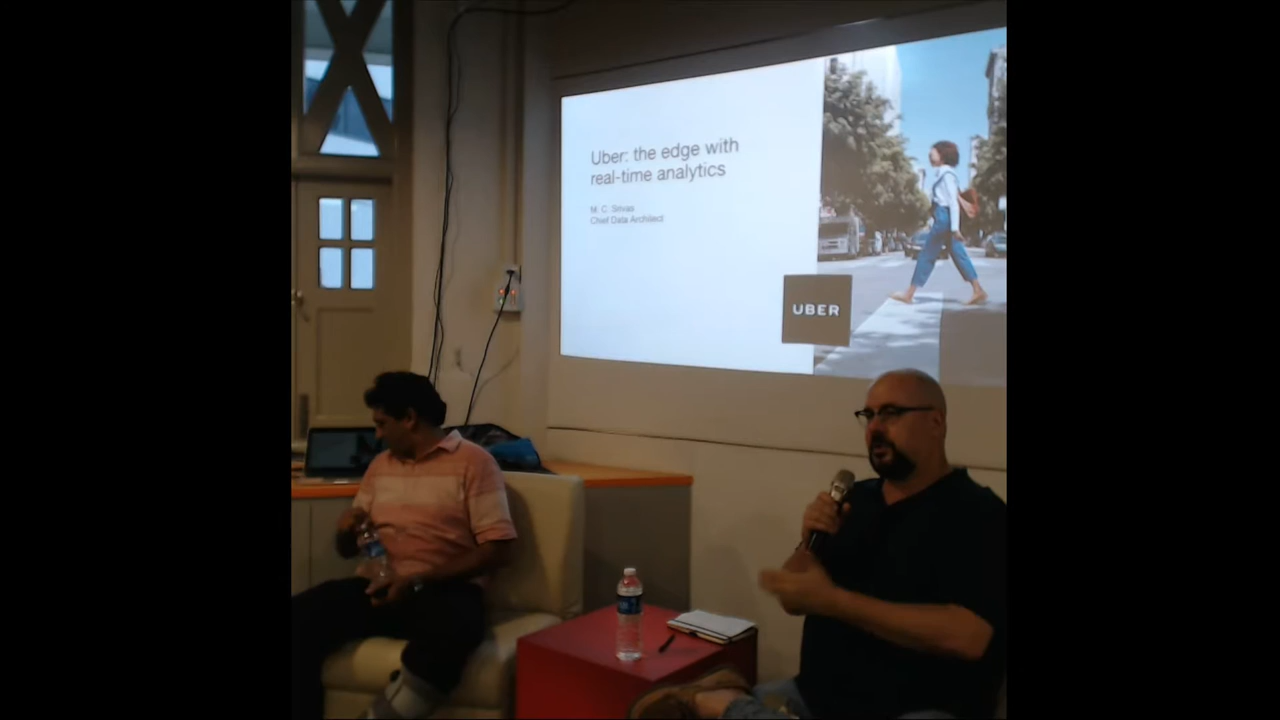 Uber: the edge with
real-time analytics
M. C. Srivas
Chief Data Architect
UBER